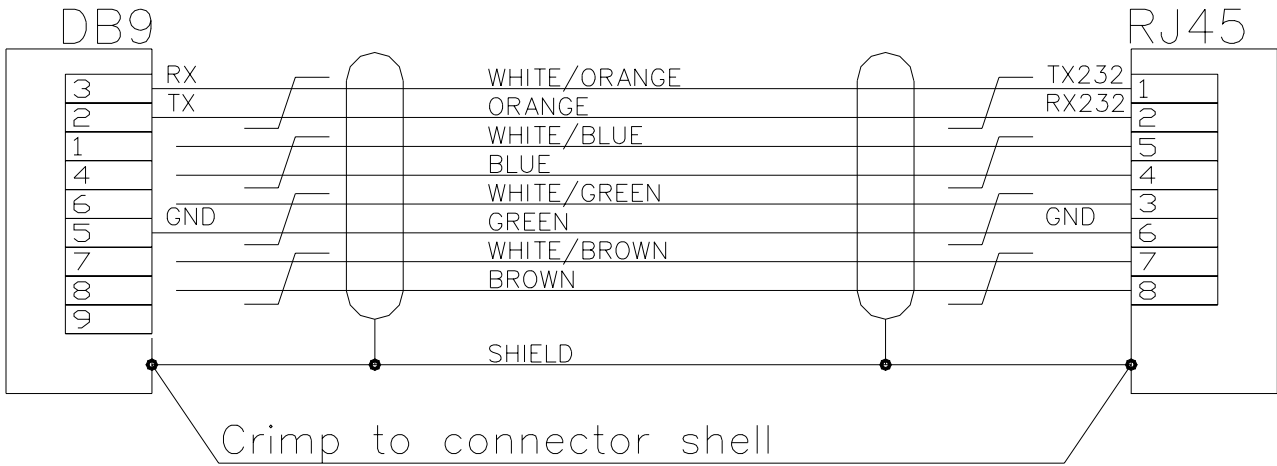 DB9 RJ45
3 RX WHITE/ORANGE TX232 1
2 TX ORANGE RX232 2
1 WHITE/BLUE 5
4 BLUE 4
6 WHITE/GREEN 3
5 GND GREEN GND 6
7 WHITE/BROWN 7
8 BROWN 8
9
SHIELD
Crimp to connector shell